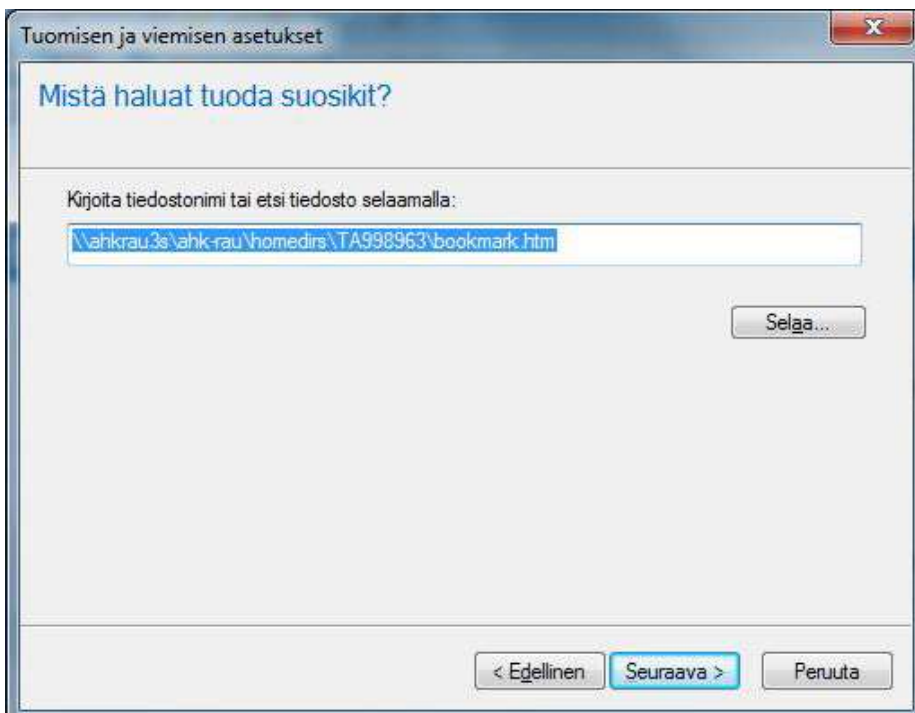 Tuomisen ja viemisen asetukset
Mistä haluat tuoda suosikit?
Kirjoita tiedostonimi tai etsi tiedosto selaamalla:
\\ahkrau3s\ahk-rau\homedirs\TA998963\bookmark.htm
Selaa...
< Edellinen Seuraava > Peruuta